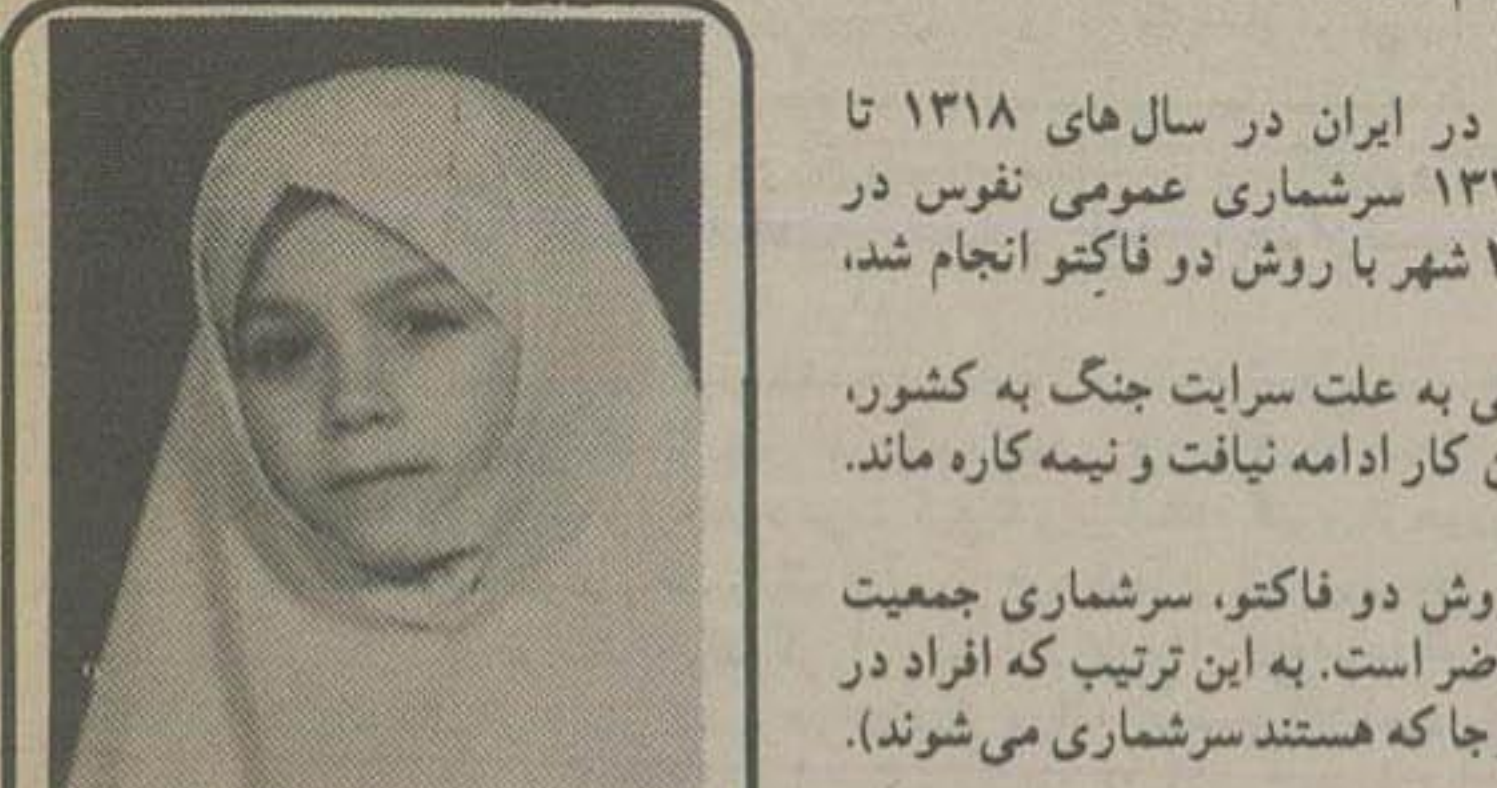 در ایران در سال‌های ۱۳۱۸ تا
سرشماری عمومی نفوس در
شهر با روش دو فاکِتو انجام شد،
به علت سرایت جنگ به کشور،
کار ادامه نیافت و نیمه‌کاره ماند.
دو فاکتو، سرشماری جمعیت
است. به این ترتیب که افراد در
جا که هستند سرشماری می‌شوند).